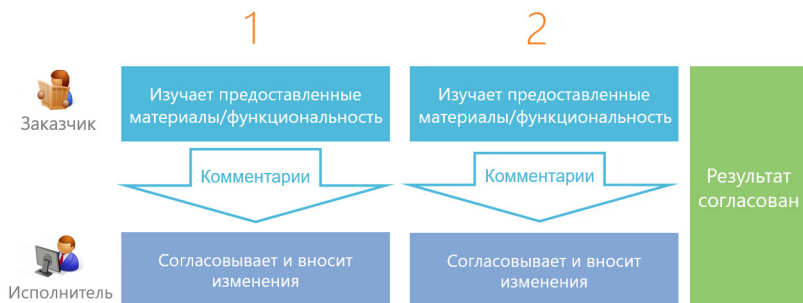 1
2
Заказчик
Изучает предоставленные
материалы/функциональность
Изучает предоставленные
материалы/функциональность
Комментарии
Комментарии
Результат
согласован
Исполнитель
Согласовывает и вносит
изменения
Согласовывает и вносит
изменения